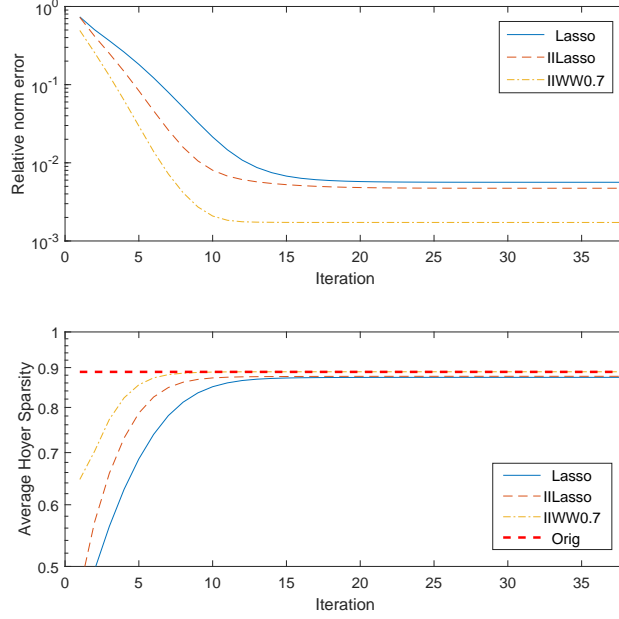 10^0
10^-1
10^-2
10^-3
Relative norm error
0 5 10 15 20 25 30 35
Iteration
Lasso
IILasso
IIWW0.7
1
0.9
0.8
0.7
0.6
0.5
Average Hoyer Sparsity
0 5 10 15 20 25 30 35
Iteration
Lasso
IILasso
IIWW0.7
Orig